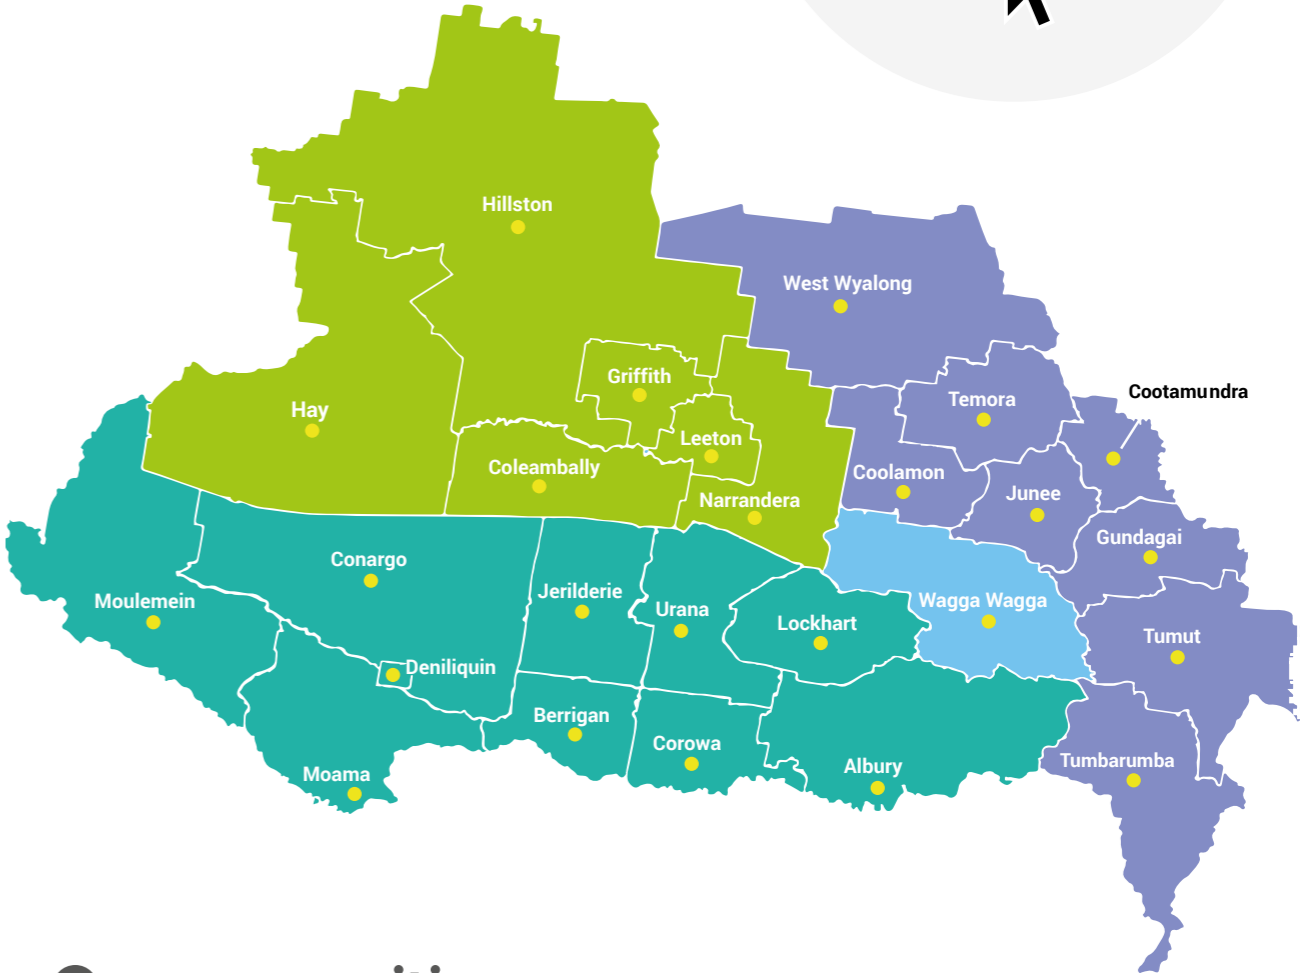 Hillston
West Wyalong
Griffith
Cootamundra
Temora
Hay
Leeton
Coleambally
Coolamon
Junee
Narrandera
Gundagai
Conargo
Jerilderie
Moulemein
Urana
Wagga Wagga
Lockhart
Tumut
Deniliquin
Berrigan
Corowa
Tumbarumba
Albury
Moama